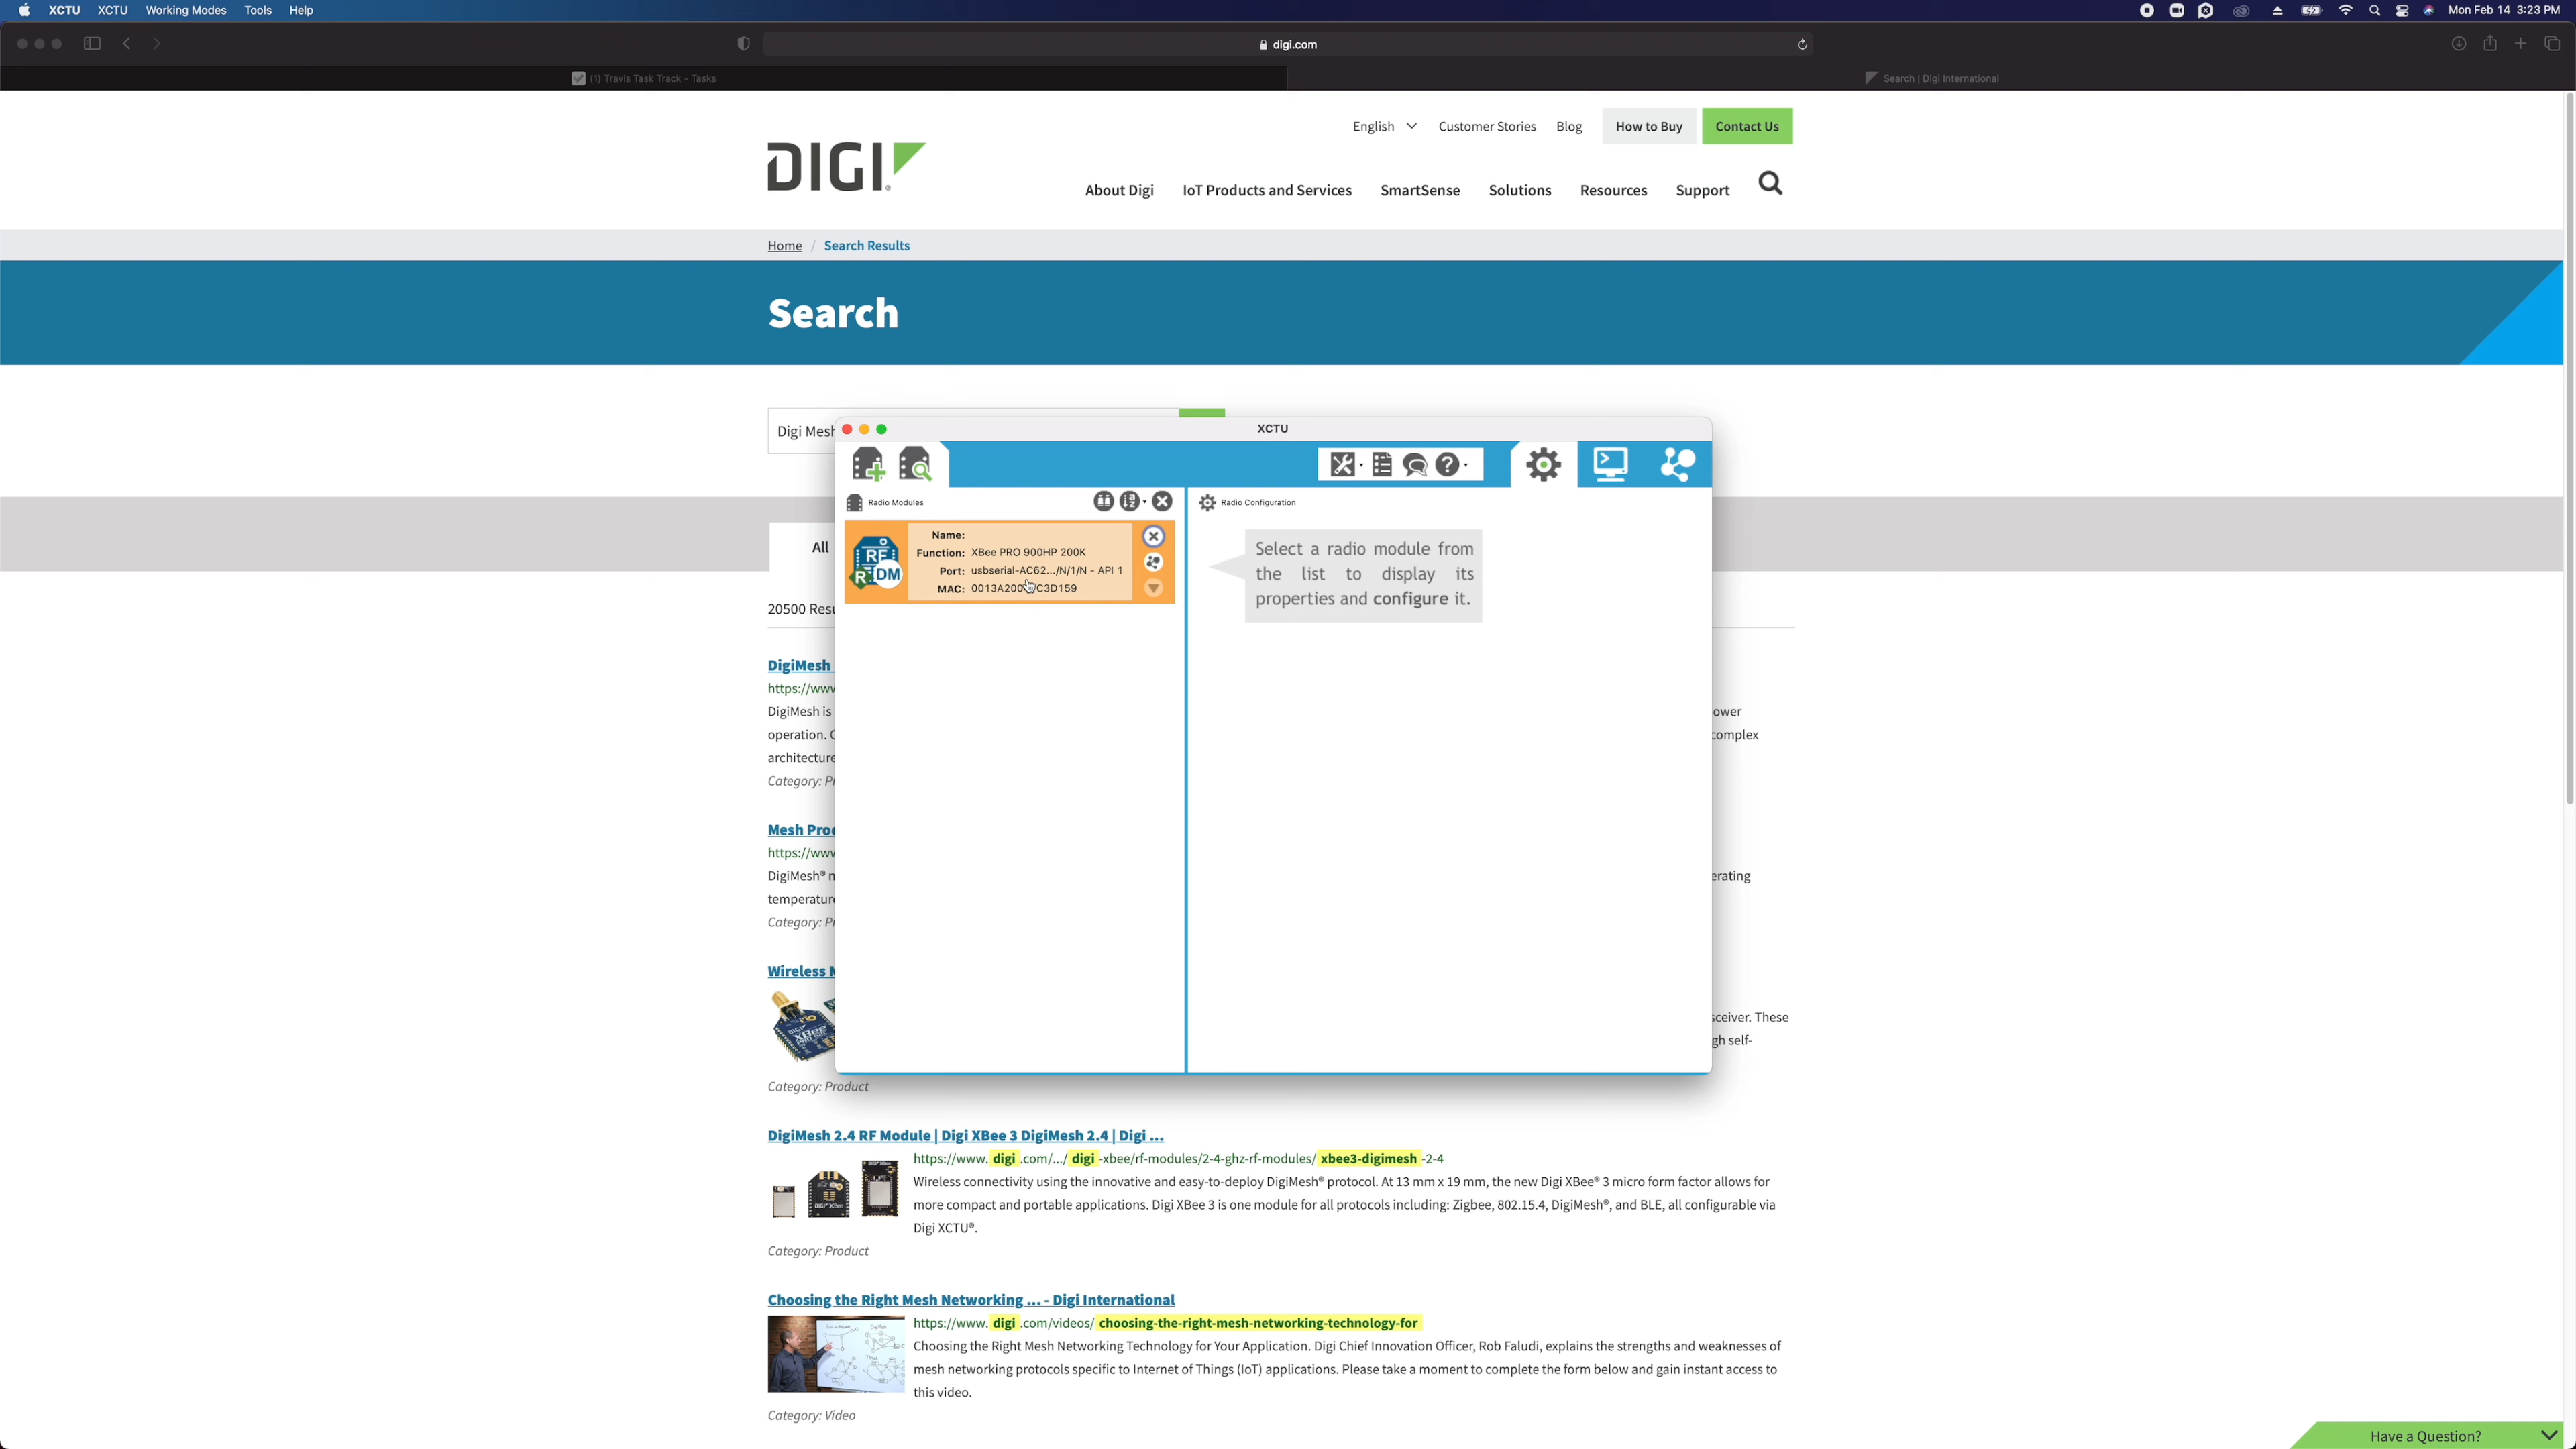 XCTU XCTU Working Modes Tools Help
Mon Feb 14 3:23 PM
digi.com
(1) Travis Task Track - Tasks
Search | Digi International
English Customer Stories Blog How to Buy Contact Us
DIGI
About Digi IoT Products and Services SmartSense Solutions Resources Support
Home / Search Results
Search
Digi Mesh
XCTU
Radio Modules
Radio Configuration
All
Name:
Function: XBee PRO 900HP 200K
Port: usbserial-AC62.../N/1/N - API 1
MAC:
RF
R DM
Select a radio module from
the list to display its
properties and configure it.
20500
DigiMesh
https://www
DigiMesh is
ower
operation.
complex
architecture
Category:
Mesh
https://www
DigiMesh®
erating
temperature
Category:
Wireless
sceiver. These
gh self-
Category: Product
DigiMesh 2.4 RF Module | Digi XBee 3 DigiMesh 2.4 | Digi ...
https://www. digi .com/.../ digi -xbee/rf-modules/2-4-ghz-rf-modules/ xbee3-digimesh -2-4
Wireless connectivity using the innovative and easy-to-deploy DigiMesh® protocol. At 13 mm x 19 mm, the new Digi XBee® 3 micro form factor allows for
more compact and portable applications. Digi XBee 3 is one module for all protocols including: Zigbee, 802.15.4, DigiMesh®, and BLE, all configurable via
Digi XCTU®.
Category: Product
Choosing the Right Mesh Networking ... - Digi International
https://www. digi .com/videos/ choosing-the-right-mesh-networking-technology-for
Choosing the Right Mesh Networking Technology for Your Application. Digi Chief Innovation Officer, Rob Faludi, explains the strengths and weaknesses of
mesh networking protocols specific to Internet of Things (IoT) applications. Please take a moment to complete the form below and gain instant access to
this video.
Category: Video
Have a Question?